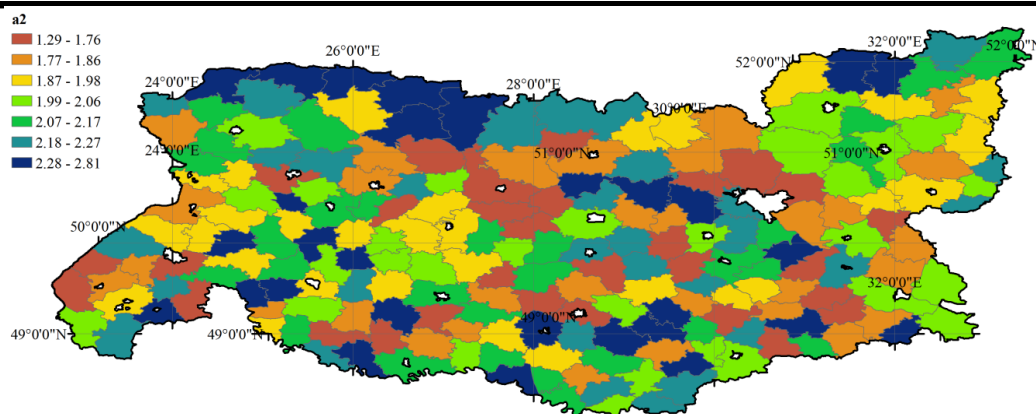 a2
1.29 - 1.76
1.77 - 1.86
1.87 - 1.98
1.99 - 2.06
2.07 - 2.17
2.18 - 2.27
2.28 - 2.81
26°0'0"E
32°0'0"E
52°0'0"N
52°0'0"N
24°0'0"E
28°0'0"E
30°0'0"E
24°0'0"N
51°0'0"N
51°0'0"N
50°0'0"N
32°0'0"E
49°0'0"N
49°0'0"N
49°0'0"N